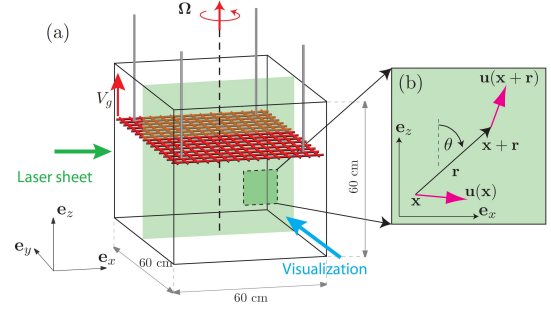 (a)
Ω
V_g
Laser sheet
e_z
e_y
e_x
60 cm
60 cm
60 cm
Visualization
(b)
u(x + r)
e_z
θ
x + r
r
u(x)
x
e_x